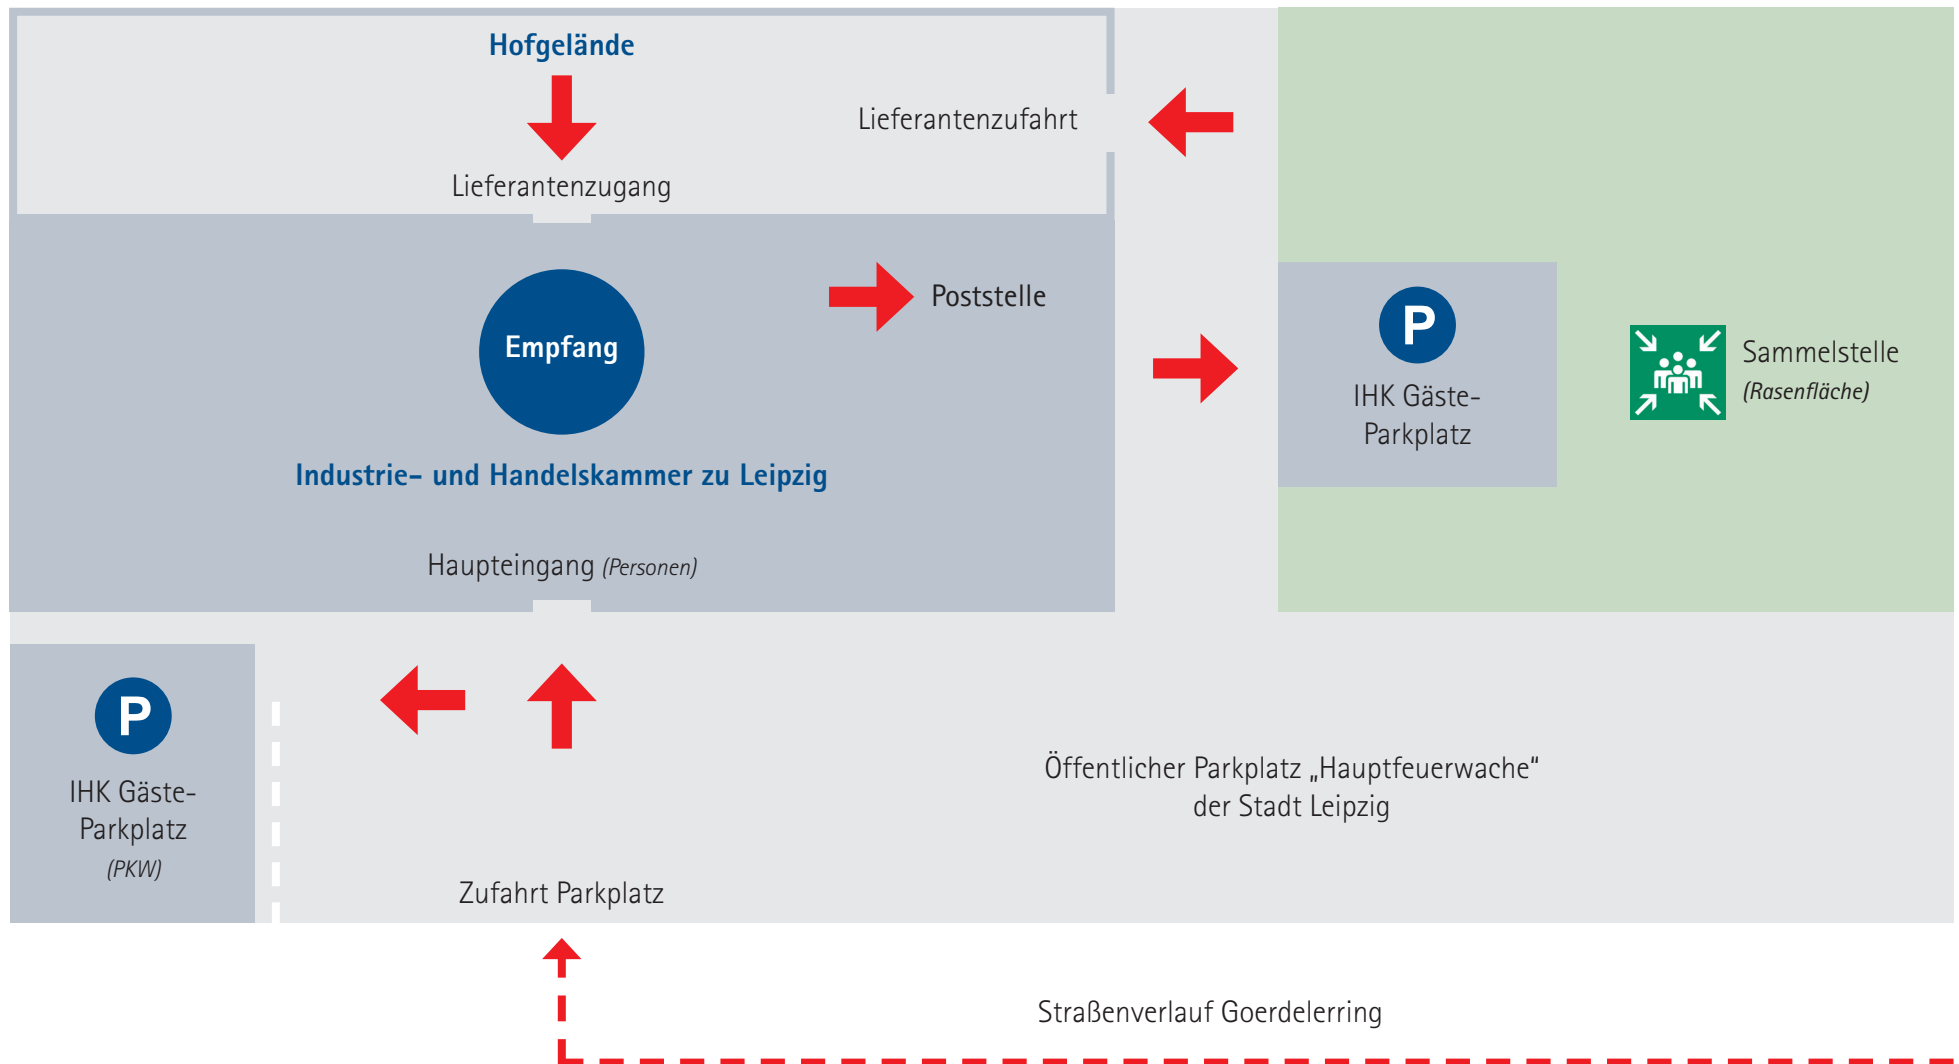 Hofgelände
Lieferantenzufahrt
Lieferantenzugang
Poststelle
Empfang
P
IHK Gäste-
Parkplatz
Sammelstelle
(Rasenfläche)
Industrie- und Handelskammer zu Leipzig
Haupteingang (Personen)
P
IHK Gäste-
Parkplatz
(PKW)
Öffentlicher Parkplatz „Hauptfeuerwache“
der Stadt Leipzig
Zufahrt Parkplatz
Straßenverlauf Goerdelerring